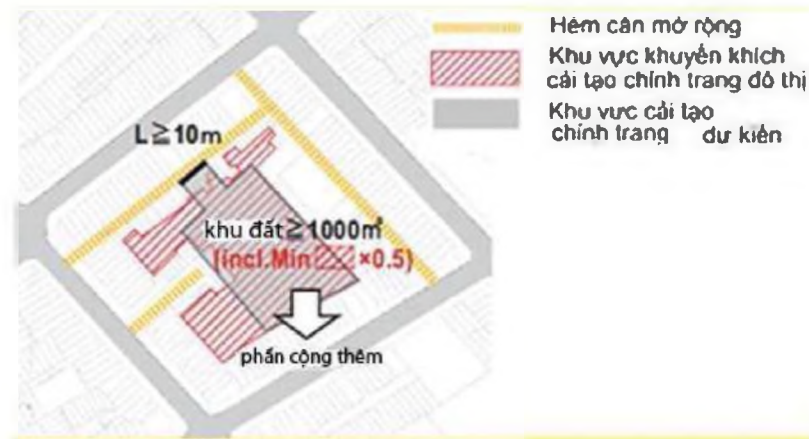 Hẻm cần mở rộng
Khu vực khuyến khích
cải tạo chỉnh trang đô thị
Khu vực cải tạo
chỉnh trang dự kiến
L≧10m
khu đất≧1000㎡
(incl.Min ×0.5)
phần cộng thêm